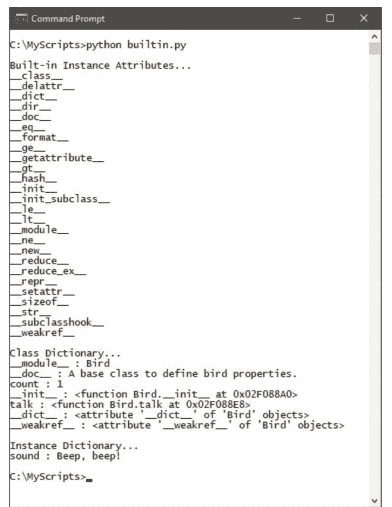 Command Prompt
C:\MyScripts>python builtin.py
Built-in Instance Attributes...
__class__
__delattr__
__dict__
__dir__
__doc__
__eq__
__format__
__ge__
__getattribute__
__gt__
__hash__
__init__
__init_subclass__
__le__
__lt__
__module__
__ne__
__new__
__reduce__
__reduce_ex__
__repr__
__setattr__
__sizeof__
__str__
__subclasshook__
__weakref__
Class Dictionary...
__module__ : Bird
__doc__ : A base class to define bird properties.
count : 1
__init__ : <function Bird.__init__ at 0x02F088A0>
talk : <function Bird.talk at 0x02F088E8>
__dict__ : <attribute '__dict__' of 'Bird' objects>
__weakref__ : <attribute '__weakref__' of 'Bird' objects>
Instance Dictionary...
sound : Beep, beep!
C:\MyScripts>